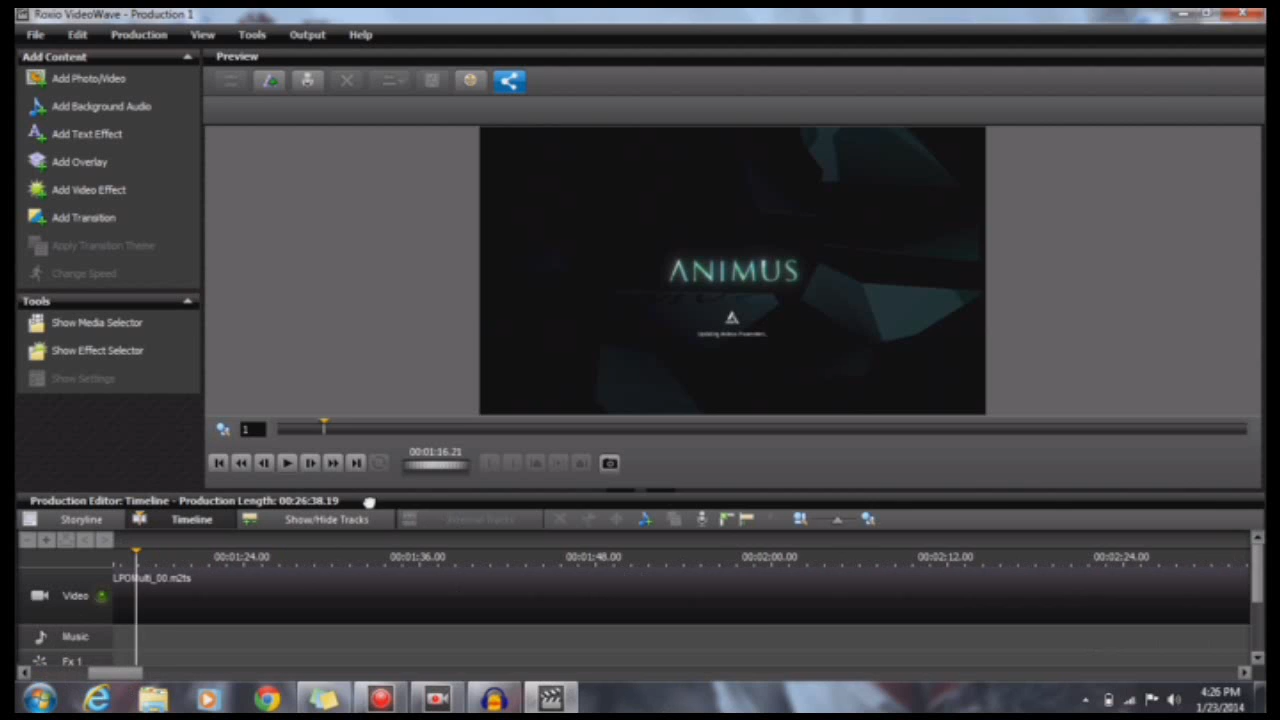 Roxio VideoWave - Production 1
File Edit Production View Tools Output Help
Add Content
Add Photo/Video
Add Background Audio
Add Text Effect
Add Overlay
Add Video Effect
Add Transition
Apply Transition Theme
Change Speed
Tools
Show Media Selector
Show Effect Selector
Show Settings
Preview
ANIMUS
1
00:01:16.21
Production Editor: Timeline - Production Length: 00:26:38.19
Storyline Timeline Show/Hide Tracks
00:01:24.00 00:01:36.00 00:01:48.00 00:02:00.00 00:02:12.00 00:02:24.00
Video
Music
Fx 1
4:26 PM
1/23/2014